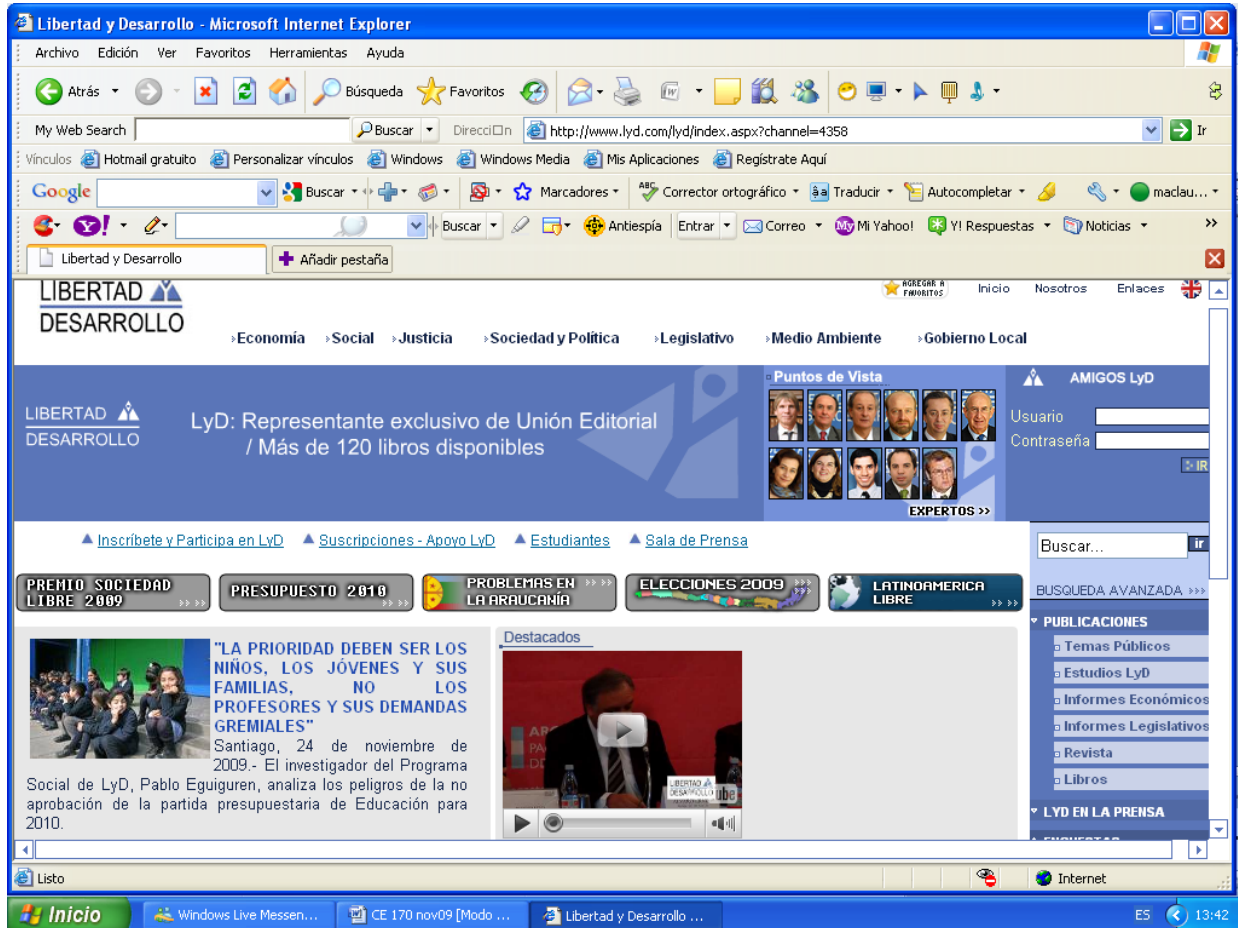 Libertad y Desarrollo - Microsoft Internet Explorer
Archivo Edición Ver Favoritos Herramientas Ayuda
Atrás Búsqueda Favoritos
My Web Search Buscar Direcci□n http://www.lyd.com/lyd/index.aspx?channel=4358 Ir
Vínculos Hotmail gratuito Personalizar vínculos Windows Windows Media Mis Aplicaciones Regístrate Aquí
Google Buscar Marcadores ABC Corrector ortográfico Traducir Autocompletar maclau...
Y! Buscar Antiespía Entrar Correo My Mi Yahoo! Y! Respuestas Noticias
Libertad y Desarrollo Añadir pestaña
LIBERTAD
DESARROLLO
AGREGAR A
FAVORITOS
Inicio Nosotros Enlaces
Economía Social Justicia Sociedad y Política Legislativo Medio Ambiente Gobierno Local
LIBERTAD
DESARROLLO
LyD: Representante exclusivo de Unión Editorial
/ Más de 120 libros disponibles
Puntos de Vista
EXPERTOS >>
AMIGOS LyD
Usuario
Contraseña
IR
Inscríbete y Participa en LyD Suscripciones - Apoyo LyD Estudiantes Sala de Prensa
PREMIO SOCIEDAD
LIBRE 2009
PRESUPUESTO 2010
PROBLEMAS EN
LA ARAUCANÍA
ELECCIONES 2009
LATINOAMERICA
LIBRE
"LA PRIORIDAD DEBEN SER LOS
NIÑOS, LOS JÓVENES Y SUS
FAMILIAS, NO LOS
PROFESORES Y SUS DEMANDAS
GREMIALES"
Santiago, 24 de noviembre de
2009.- El investigador del Programa
Social de LyD, Pablo Eguiguren, analiza los peligros de la no
aprobación de la partida presupuestaria de Educación para
2010.
Destacados
LIBERTAD
DESARROLLO
Buscar... ir
BUSQUEDA AVANZADA >>>
PUBLICACIONES
Temas Públicos
Estudios LyD
Informes Económicos
Informes Legislativos
Revista
Libros
LYD EN LA PRENSA
Listo Internet
Inicio Windows Live Messen... CE 170 nov09 [Modo ... Libertad y Desarrollo ... ES 13:42